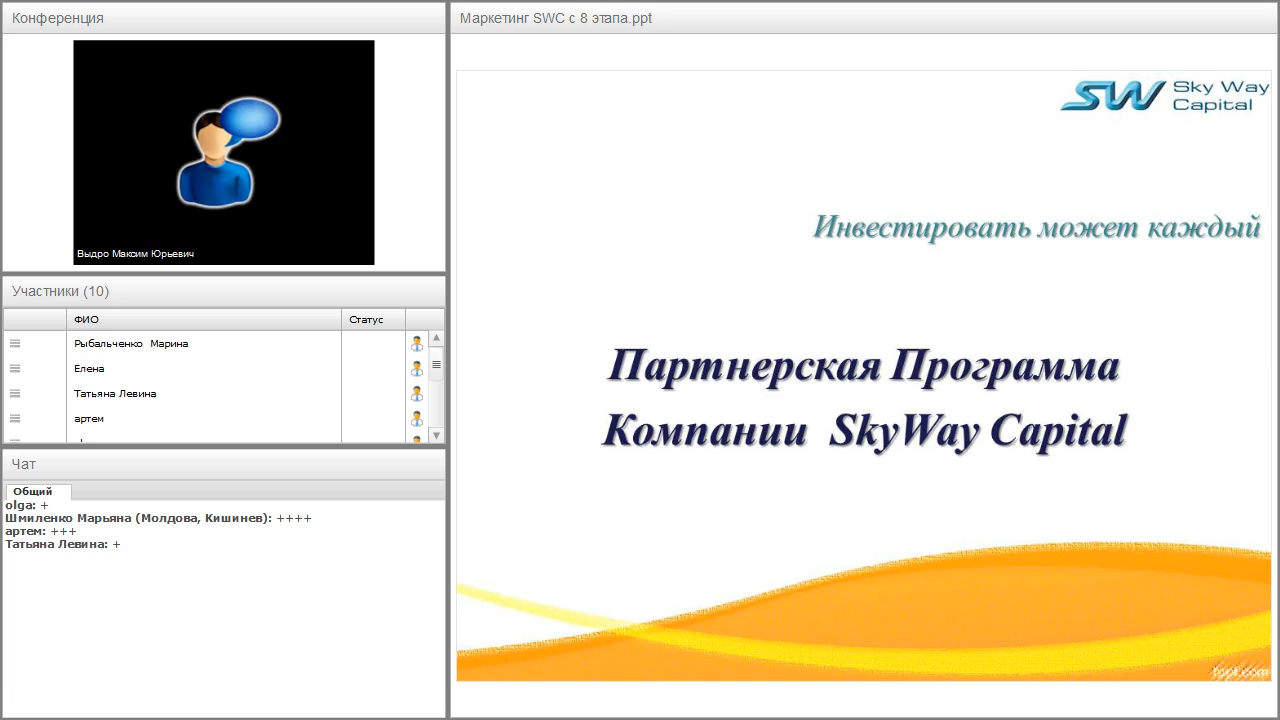 Конференция
Выдро Максим Юрьевич
Участники (10)
ФИО
Статус
Рыбальченко Марина
Елена
Татьяна Левина
артем
Чат
Общий
olga: +
Шмиленко Марьяна (Молдова, Кишинев): ++++
артем: +++
Татьяна Левина: +
Маркетинг SWC с 8 этапа.ppt
SW Sky Way
Capital
Инвестировать может каждый
Партнерская Программа
Компании SkyWay Capital